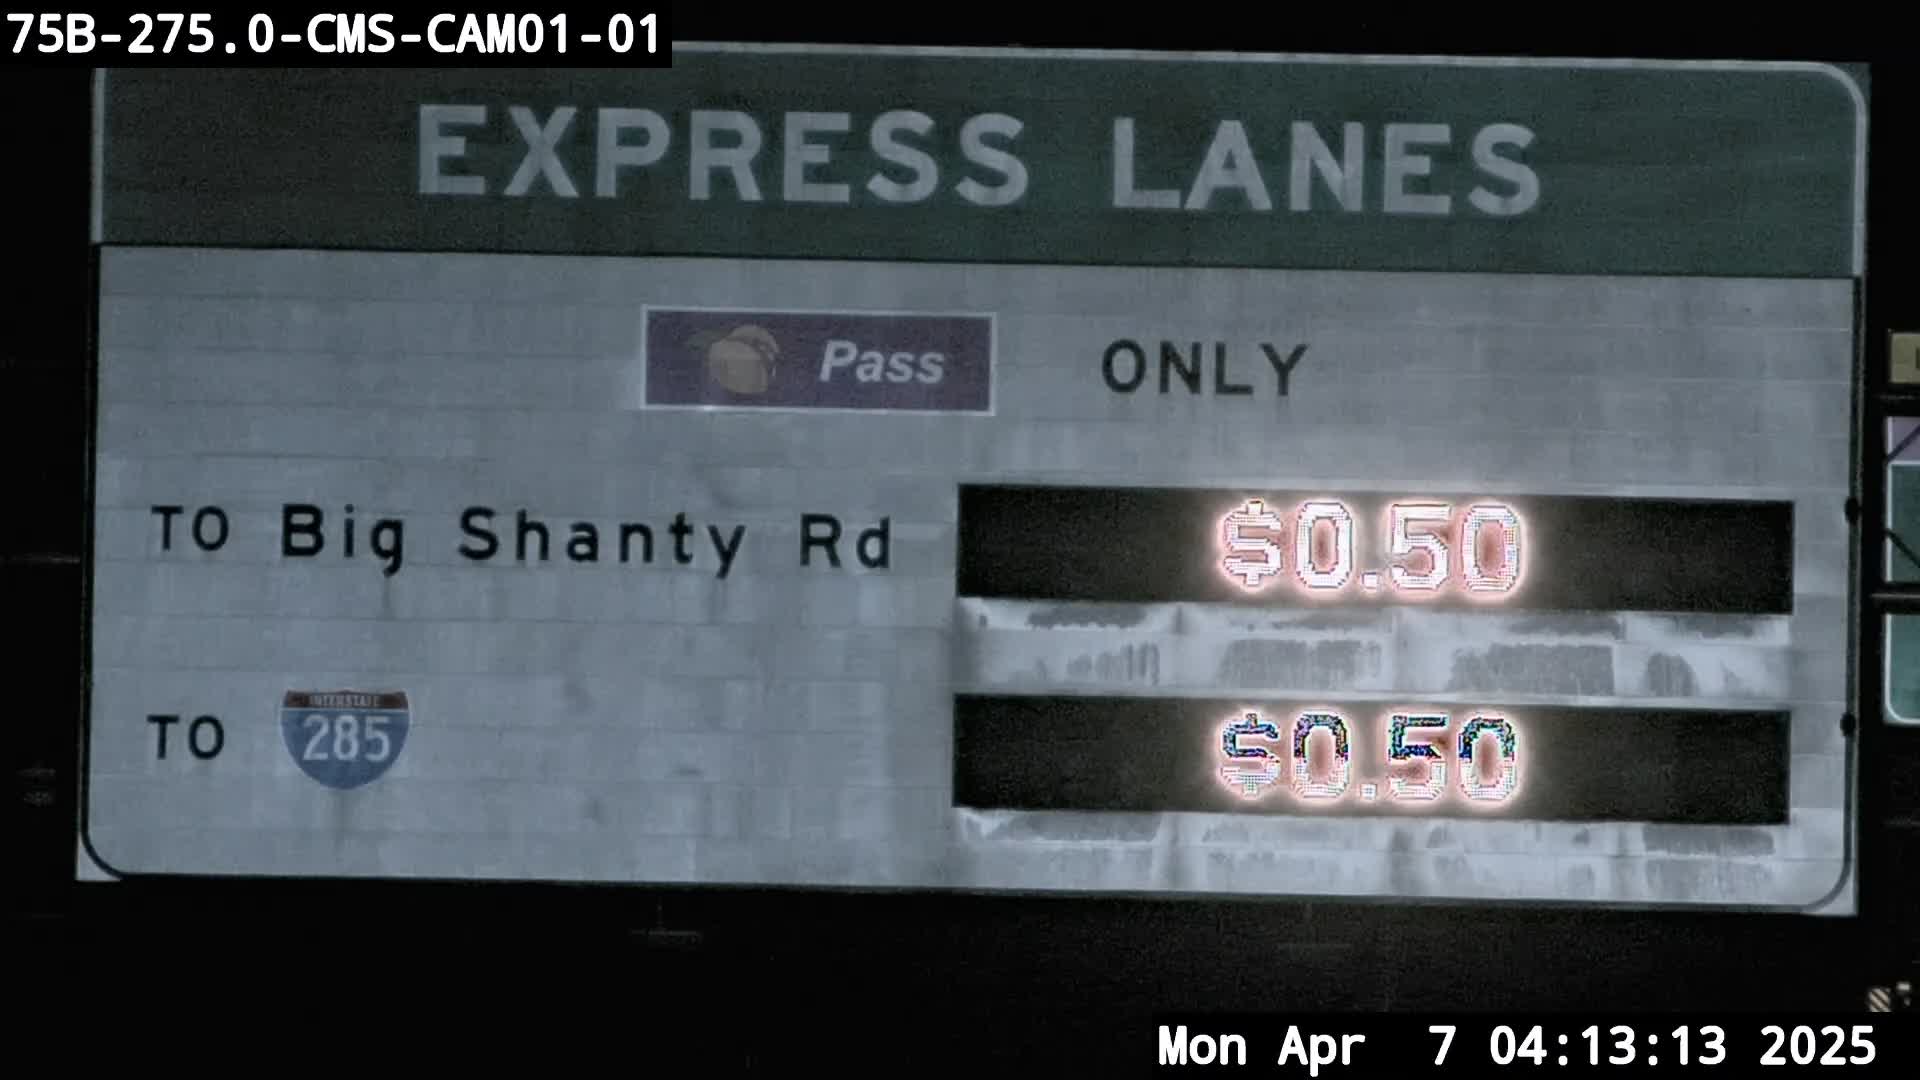 75B-275.0-CMS-CAM01-01
EXPRESS LANES
Pass ONLY
TO Big Shanty Rd $0.50
TO INTERSTATE 285 $0.50
Mon Apr 7 04:13:13 2025